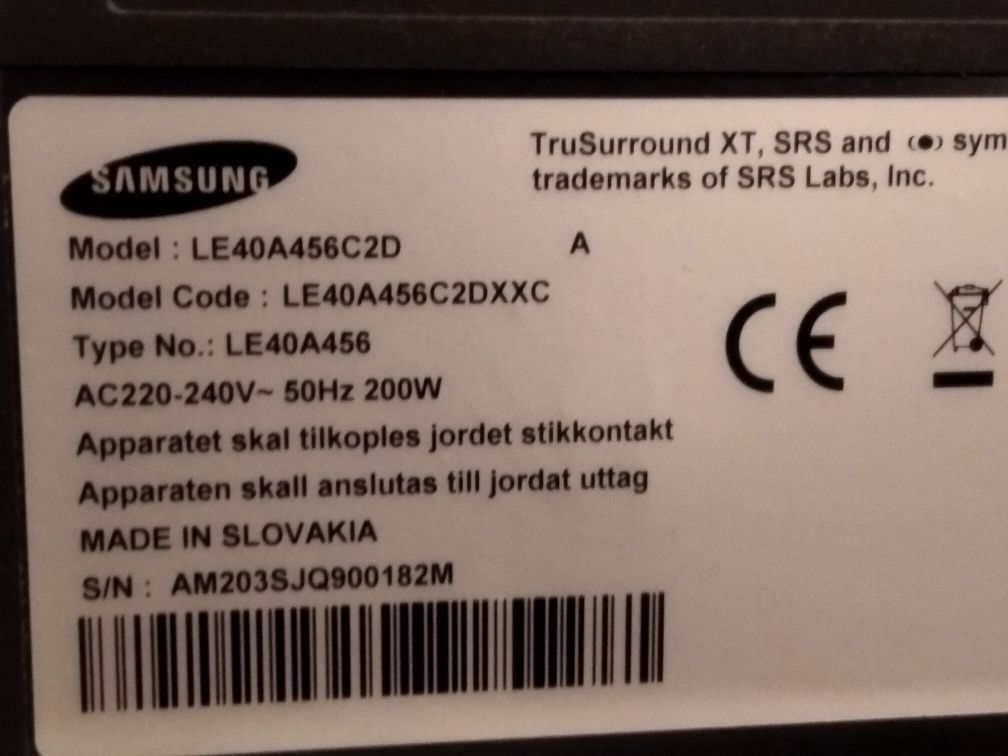 SAMSUNG
TruSurround XT, SRS and (●) sym
trademarks of SRS Labs, Inc.
Model : LE40A456C2D A
Model Code : LE40A456C2DXXC
Type No.: LE40A456
AC220-240V~ 50Hz 200W
Apparatet skal tilkoples jordet stikkontakt
Apparaten skall anslutas till jordat uttag
MADE IN SLOVAKIA
S/N : AM203SJQ900182M
CE